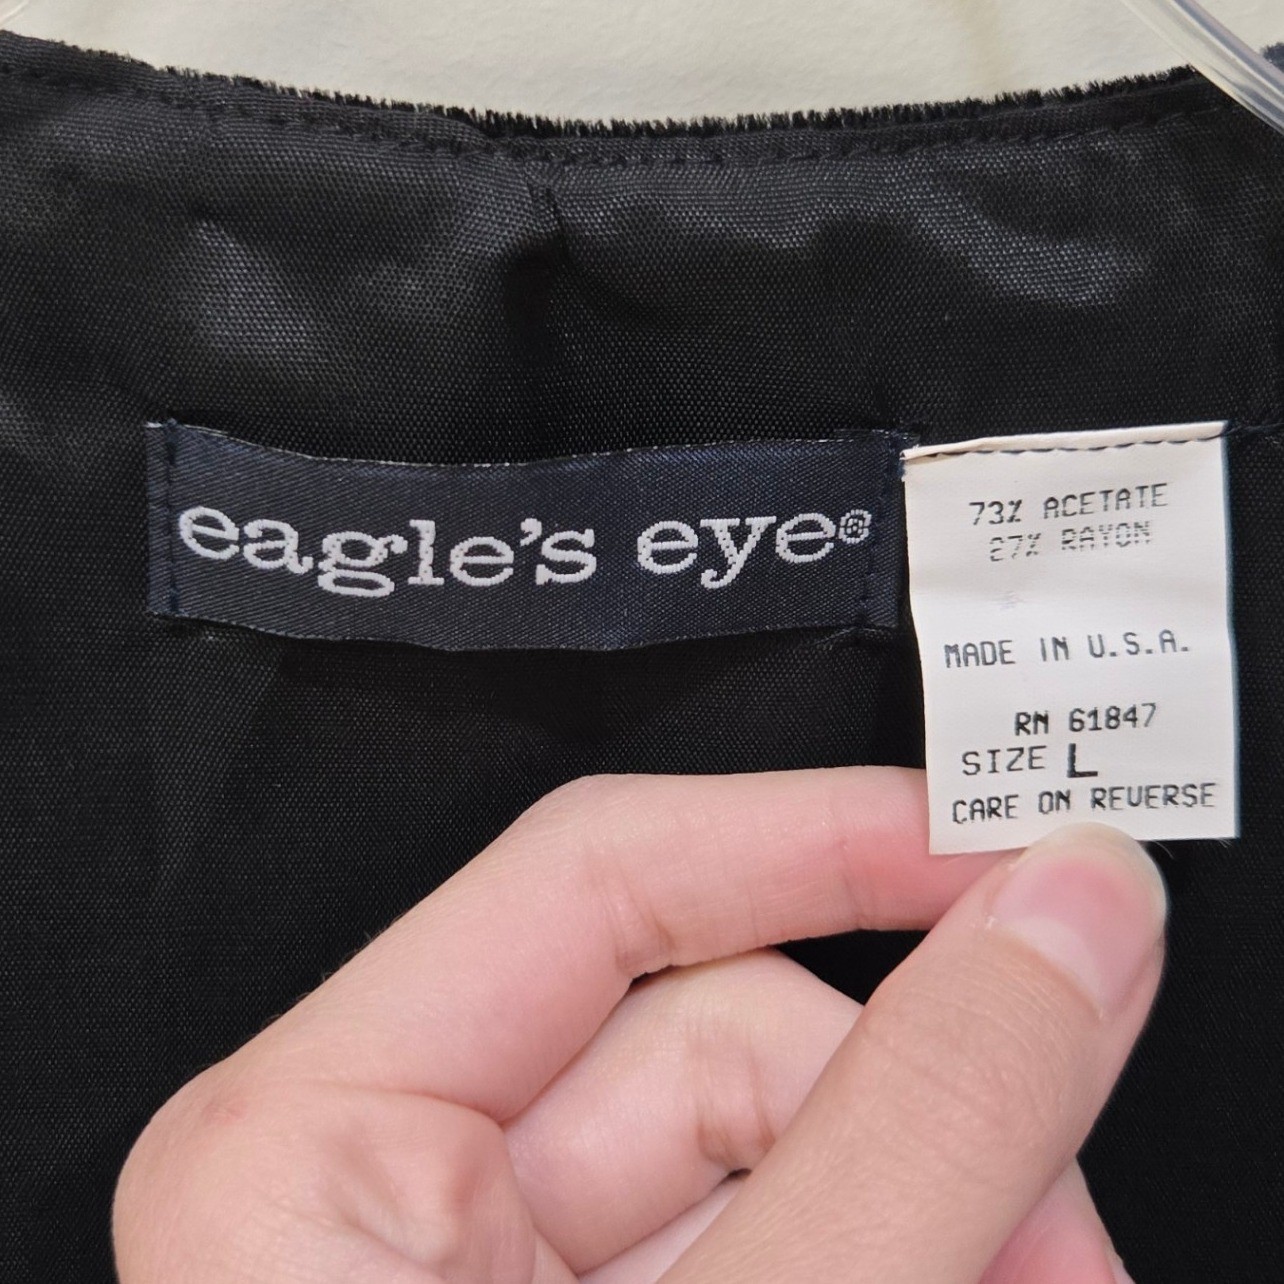 eagle's eye®
73% ACETATE
27% RAYON
MADE IN U.S.A.
RN 61847
SIZE L
CARE ON REVERSE